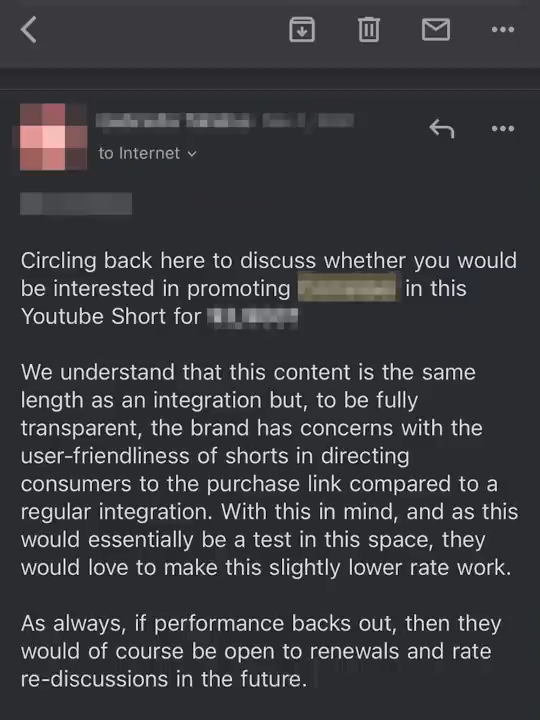 to Internet
Circling back here to discuss whether you would
be interested in promoting in this
Youtube Short for
We understand that this content is the same
length as an integration but, to be fully
transparent, the brand has concerns with the
user-friendliness of shorts in directing
consumers to the purchase link compared to a
regular integration. With this in mind, and as this
would essentially be a test in this space, they
would love to make this slightly lower rate work.
As always, if performance backs out, then they
would of course be open to renewals and rate
re-discussions in the future.